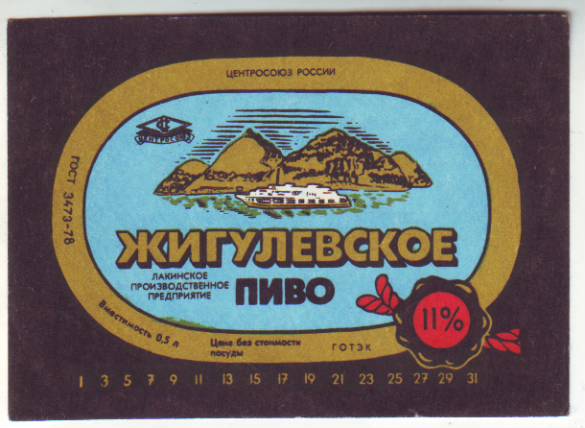 ЦЕНТРОСОЮЗ РОССИИ
ЦЕНТРОСОЮЗ
ГОСТ 3473-78
ЖИГУЛЕВСКОЕ
ЛАКИНСКОЕ
ПРОИЗВОДСТВЕННОЕ
ПРЕДПРИЯТИЕ
ПИВО
11%
Вместимость 0,5 л
Цена без стоимости
посуды
ГОТЭК
1 3 5 7 9 11 13 15 17 19 21 23 25 27 29 31